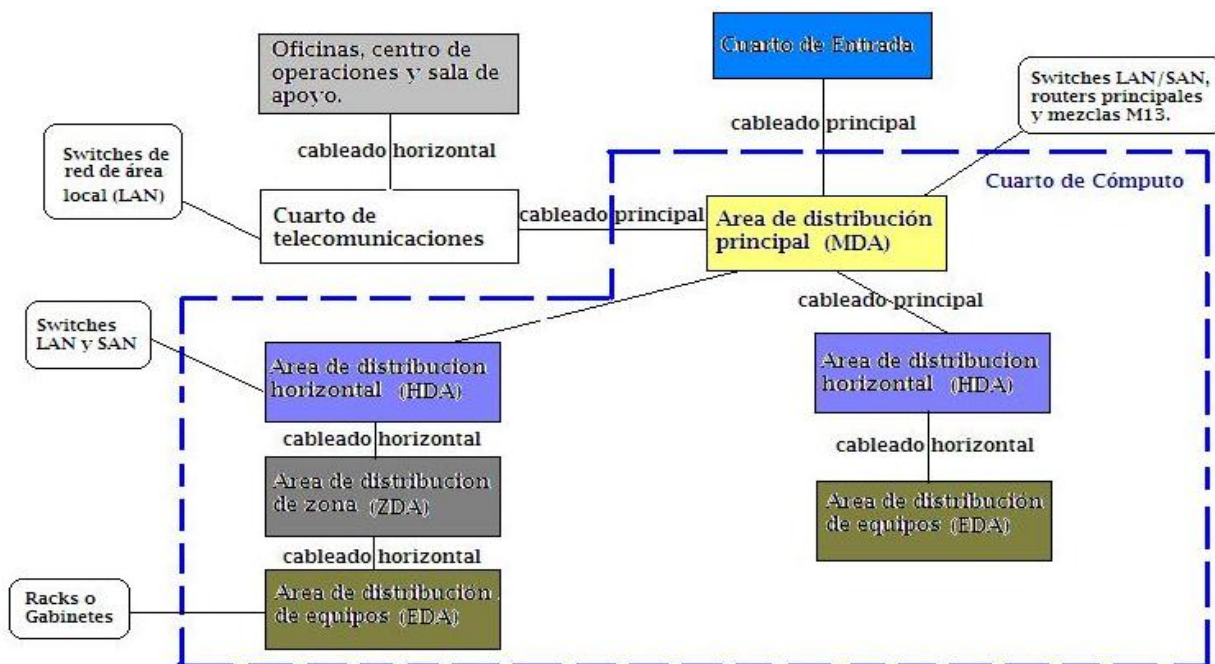 Oficinas, centro de
operaciones y sala de
apoyo.
Cuarto de Entrada
Switches LAN/SAN,
routers principales
y mezclas M13.
cableado principal
cableado horizontal
Switches de
red de área
local (LAN)
Cuarto de Cómputo
Cuarto de
telecomunicaciones
cableado principal
Area de distribución
principal (MDA)
cableado principal
Switches
LAN y SAN
Area de distribucion
horizontal (HDA)
Area de distribucion
horizontal (HDA)
cableado horizontal
cableado horizontal
Area de distribucion
de zona (ZDA)
Area de distribución
de equipos (EDA)
cableado horizontal
Racks o
Gabinetes
Area de distribución
de equipos (EDA)